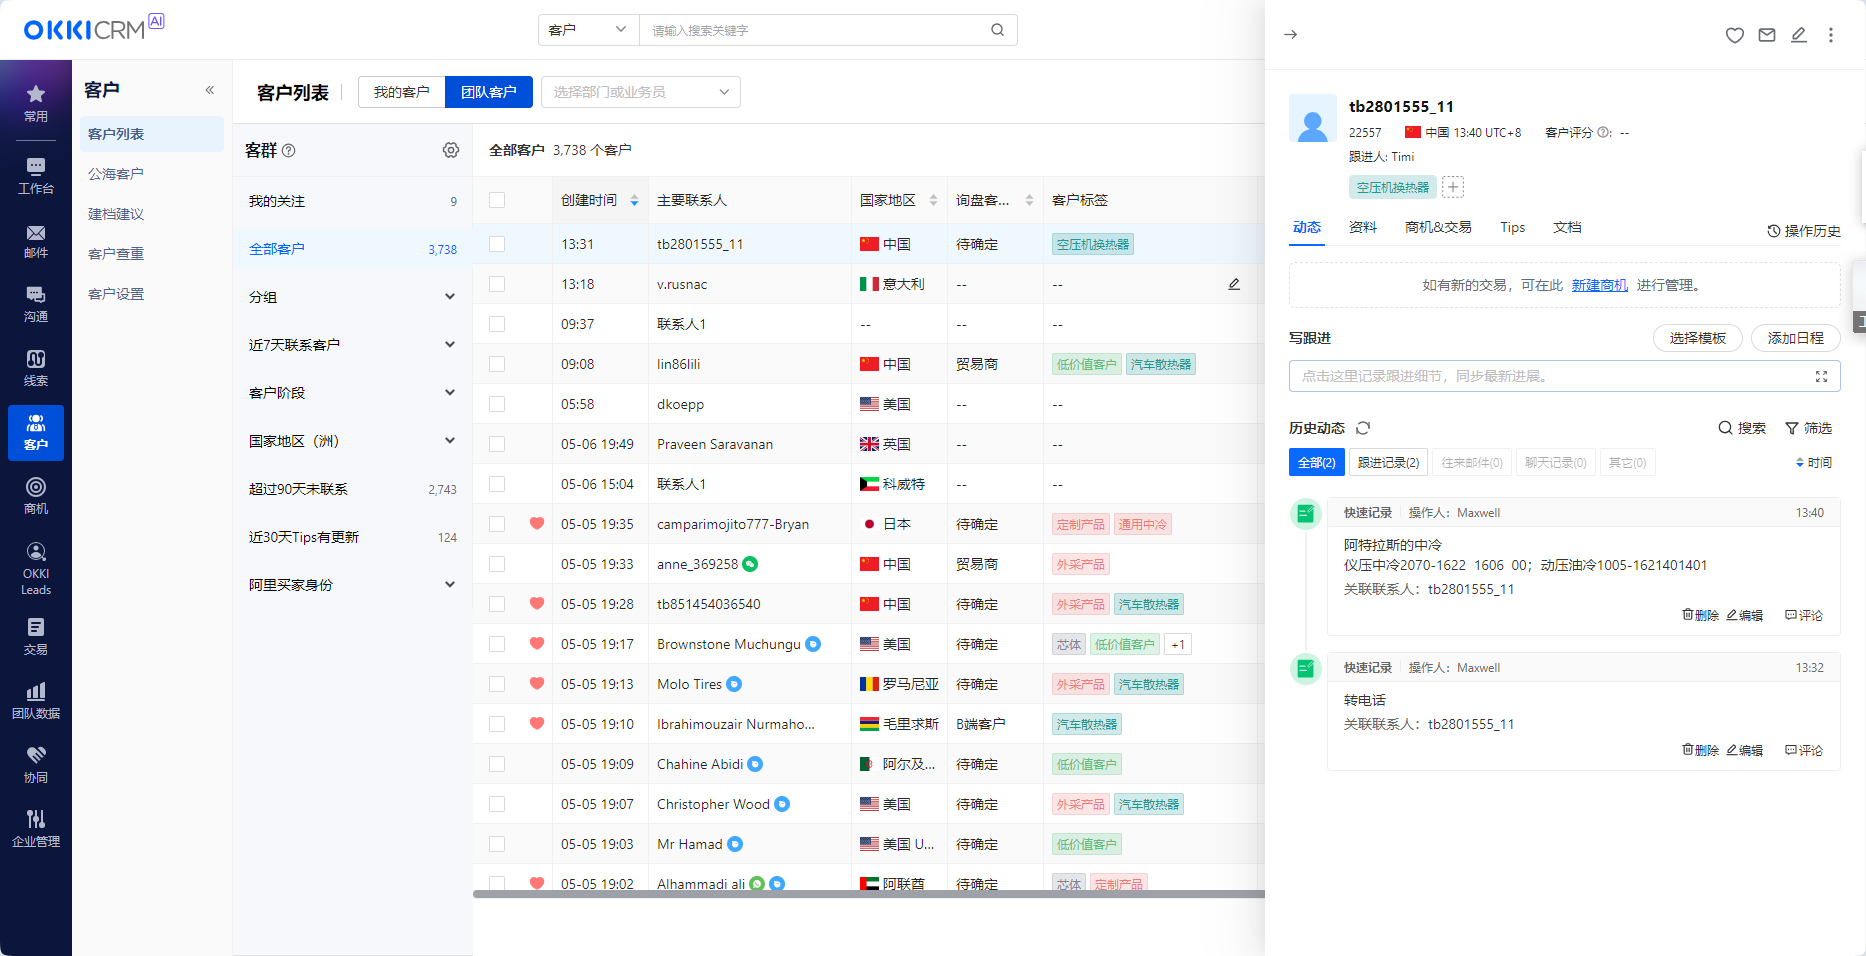 OKKICRM AI
客户
请输入搜索关键字
常用
工作台
邮件
沟通
线索
客户
商机
OKKI
Leads
交易
团队数据
协同
企业管理
客户
客户列表
公海客户
建档建议
客户查重
客户设置
客户列表 我的客户 团队客户 选择部门或业务员
客群
我的关注 9
全部客户 3,738
分组
近7天联系客户
客户阶段
国家地区（洲）
超过90天未联系 2,743
近30天Tips有更新 124
阿里买家身份
全部客户 3,738 个客户
创建时间 主要联系人 国家地区 询盘客... 客户标签
13:31 tb2801555_11 中国 待确定 空压机换热器
13:18 v.rusnac 意大利 -- --
09:37 联系人1 -- -- --
09:08 lin86lili 中国 贸易商 低价值客户 汽车散热器
05:58 dkoepp 美国 -- --
05-06 19:49 Praveen Saravanan 英国 -- --
05-06 15:04 联系人1 科威特 -- --
05-05 19:35 camparimojito777-Bryan 日本 待确定 定制产品 通用中冷
05-05 19:33 anne_369258 中国 贸易商 外采产品
05-05 19:28 tb851454036540 中国 待确定 外采产品 汽车散热器
05-05 19:17 Brownstone Muchungu 美国 待确定 芯体 低价值客户 +1
05-05 19:13 Molo Tires 罗马尼亚 待确定 外采产品 汽车散热器
05-05 19:10 Ibrahimouzair Nurmaho... 毛里求斯 B端客户 汽车散热器
05-05 19:09 Chahine Abidi 阿尔及... 待确定 低价值客户
05-05 19:07 Christopher Wood 美国 待确定 外采产品 汽车散热器
05-05 19:03 Mr Hamad 美国 U... 待确定 低价值客户
05-05 19:02 Alhammadi ali 阿联酋 待确定 芯体 定制产品
tb2801555_11
22557 中国 13:40 UTC+8 客户评分 : --
跟进人: Timi
空压机换热器
动态 资料 商机&交易 Tips 文档 操作历史
如有新的交易，可在此 新建商机 进行管理。
写跟进 选择模板 添加日程
点击这里记录跟进细节，同步最新进展。
历史动态 搜索 筛选
全部(2) 跟进记录(2) 往来邮件(0) 聊天记录(0) 其它(0) 时间
快速记录 操作人：Maxwell 13:40
阿特拉斯的中冷
仪压中冷2070-1622 1606 00；动压油冷1005-1621401401
关联联系人：tb2801555_11
删除 编辑 评论
快速记录 操作人：Maxwell 13:32
转电话
关联联系人：tb2801555_11
删除 编辑 评论